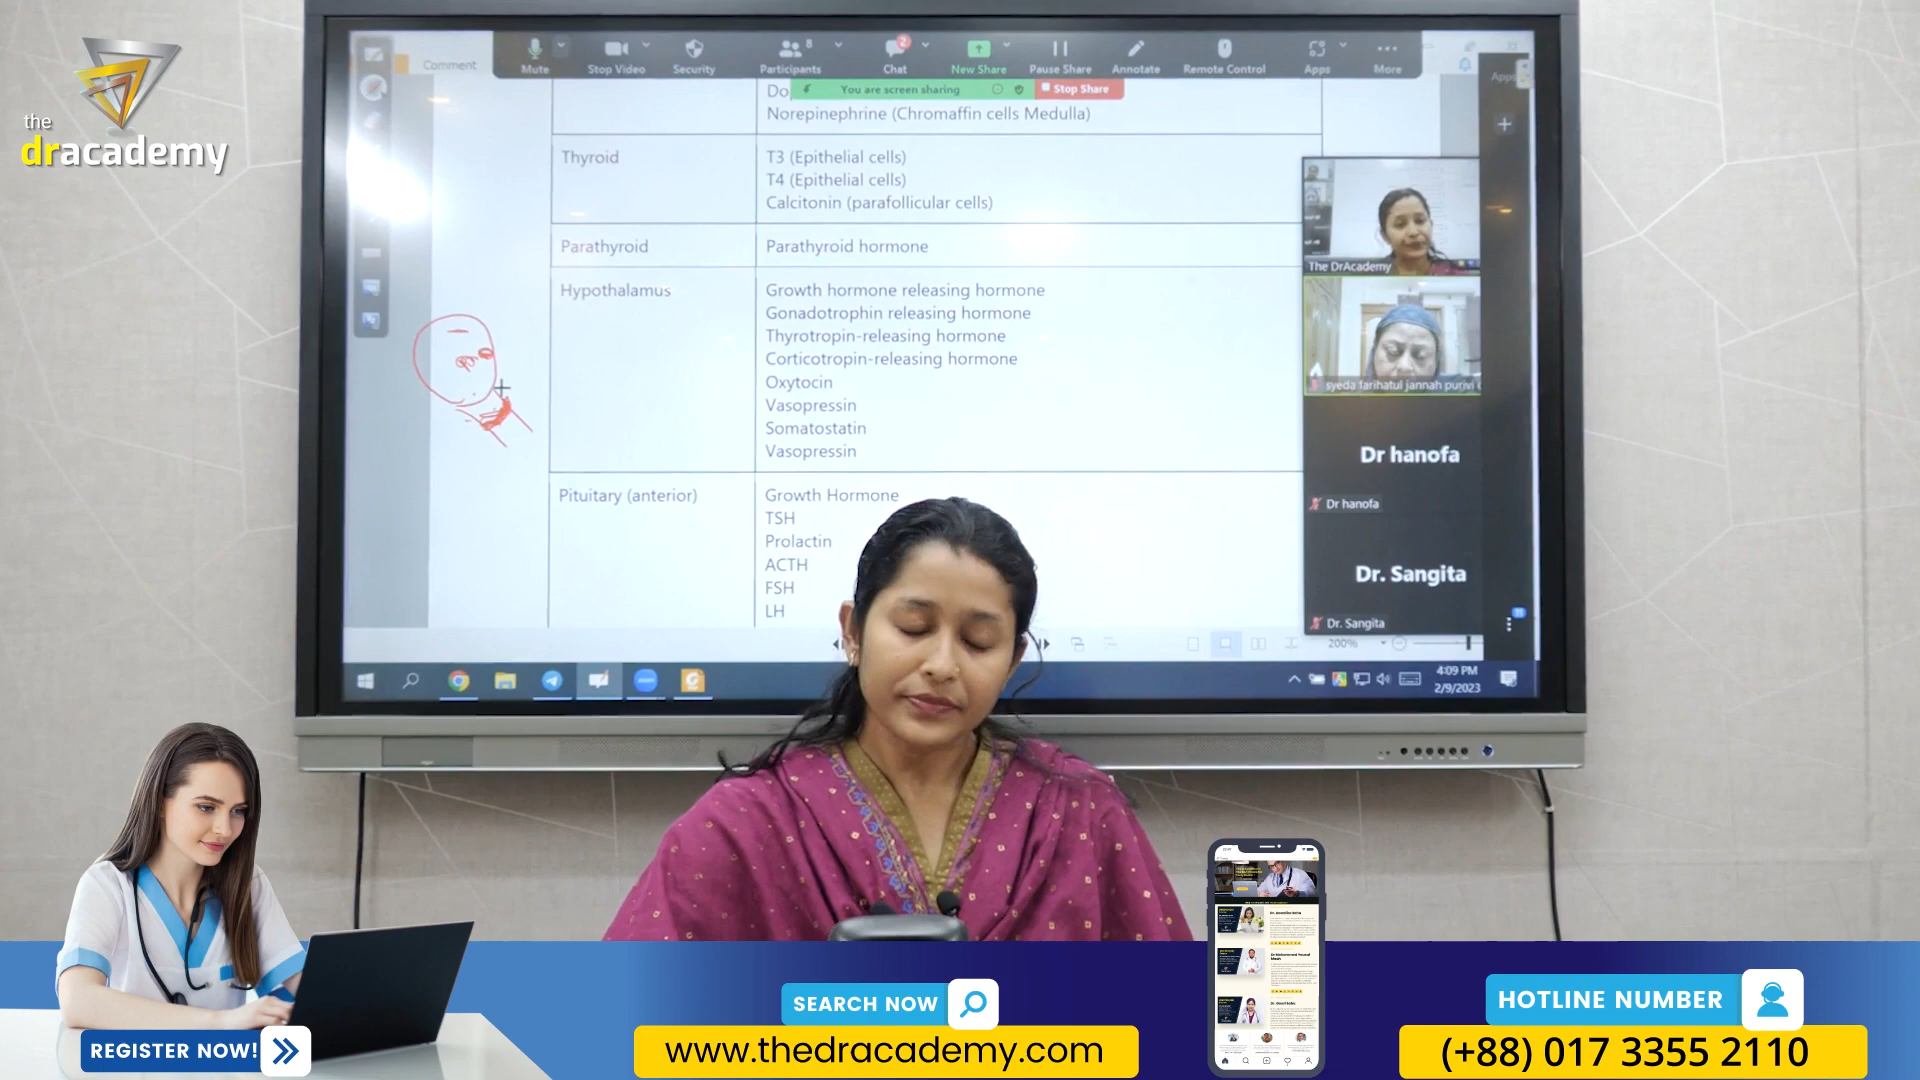 the
dracademy
Comment
Mute
Stop Video
Security
Participants
8
Chat
2
New Share
Pause Share
Annotate
Remote Control
Apps
More
Apps
You are screen sharing
Stop Share
Do
Norepinephrine (Chromaffin cells Medulla)
Thyroid
T3 (Epithelial cells)
T4 (Epithelial cells)
Calcitonin (parafollicular cells)
Parathyroid
Parathyroid hormone
Hypothalamus
Growth hormone releasing hormone
Gonadotrophin releasing hormone
Thyrotropin-releasing hormone
Corticotropin-releasing hormone
Oxytocin
Vasopressin
Somatostatin
Vasopressin
Pituitary (anterior)
Growth Hormone
TSH
Prolactin
ACTH
FSH
LH
The DrAcademy
syeda farihatul jannah purivi
Dr hanofa
Dr hanofa
Dr. Sangita
Dr. Sangita
200%
4:09 PM
2/9/2023
REGISTER NOW!
SEARCH NOW
www.thedracademy.com
HOTLINE NUMBER
(+88) 017 3355 2110